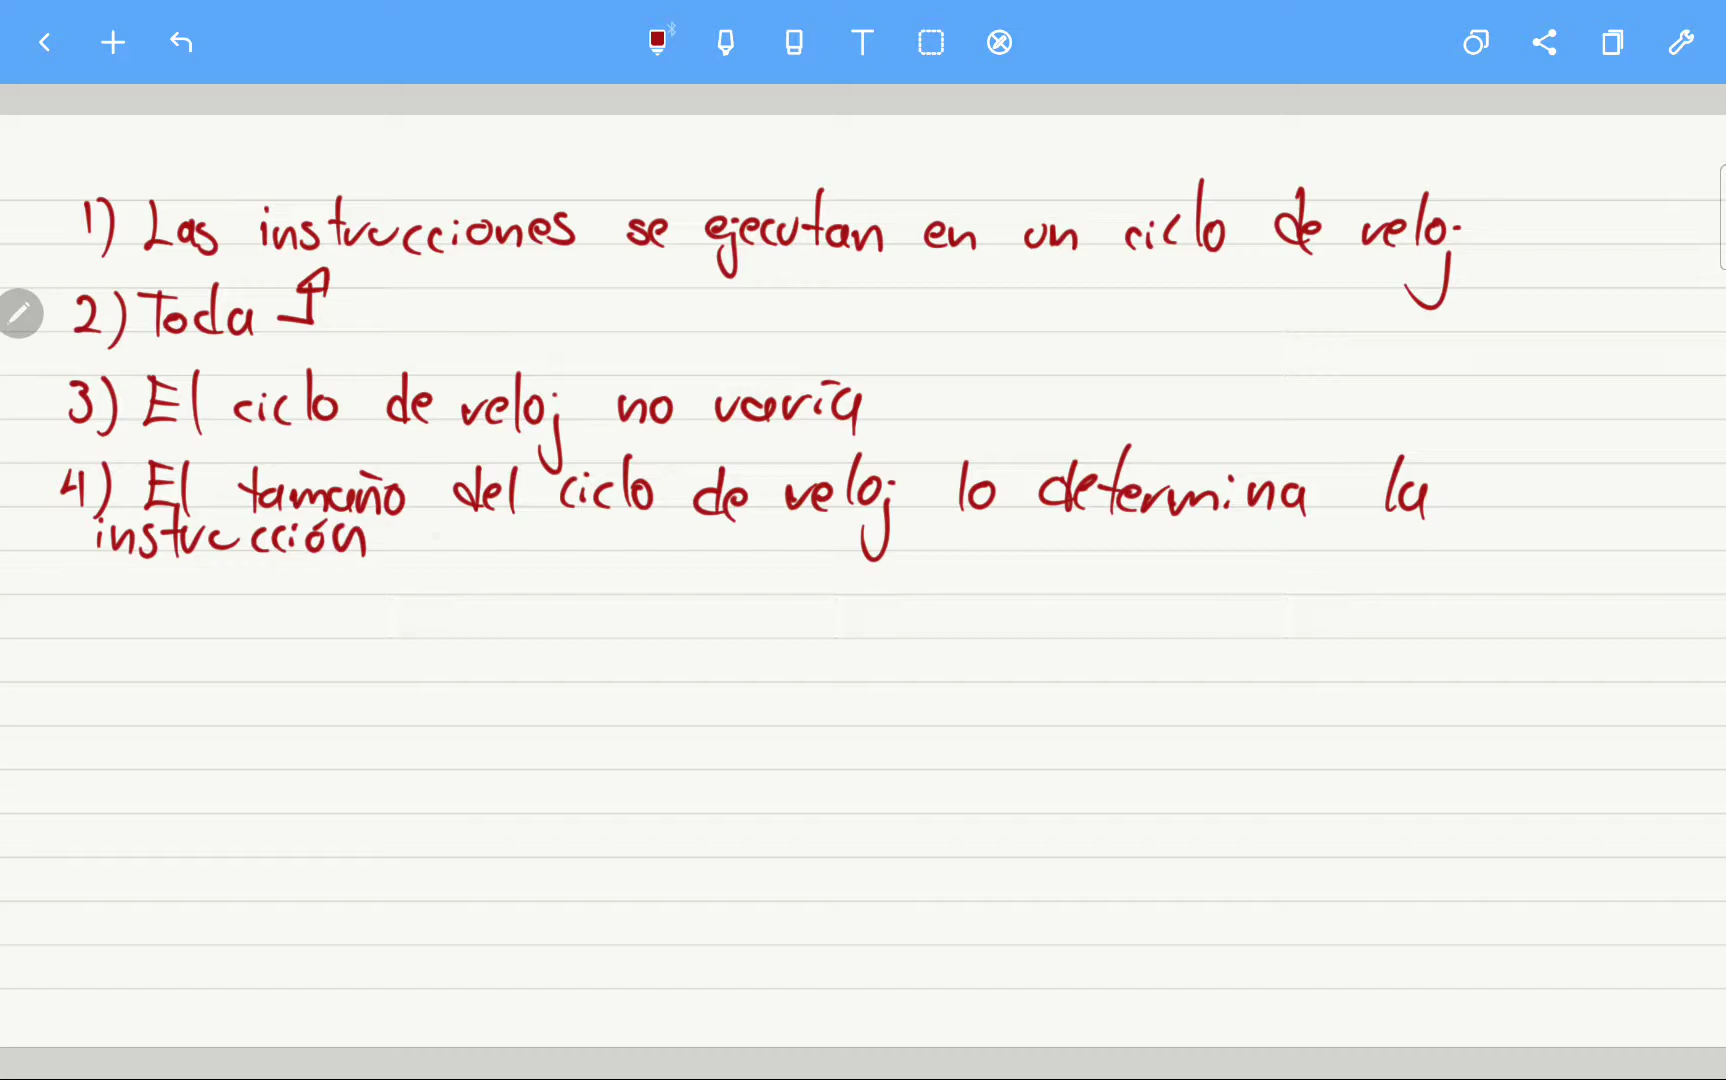 1) Las instrucciones se ejecutan en un ciclo de reloj
2) Toda
3) El ciclo de reloj no varía
4) El tamaño del ciclo de reloj lo determina la
instrucción